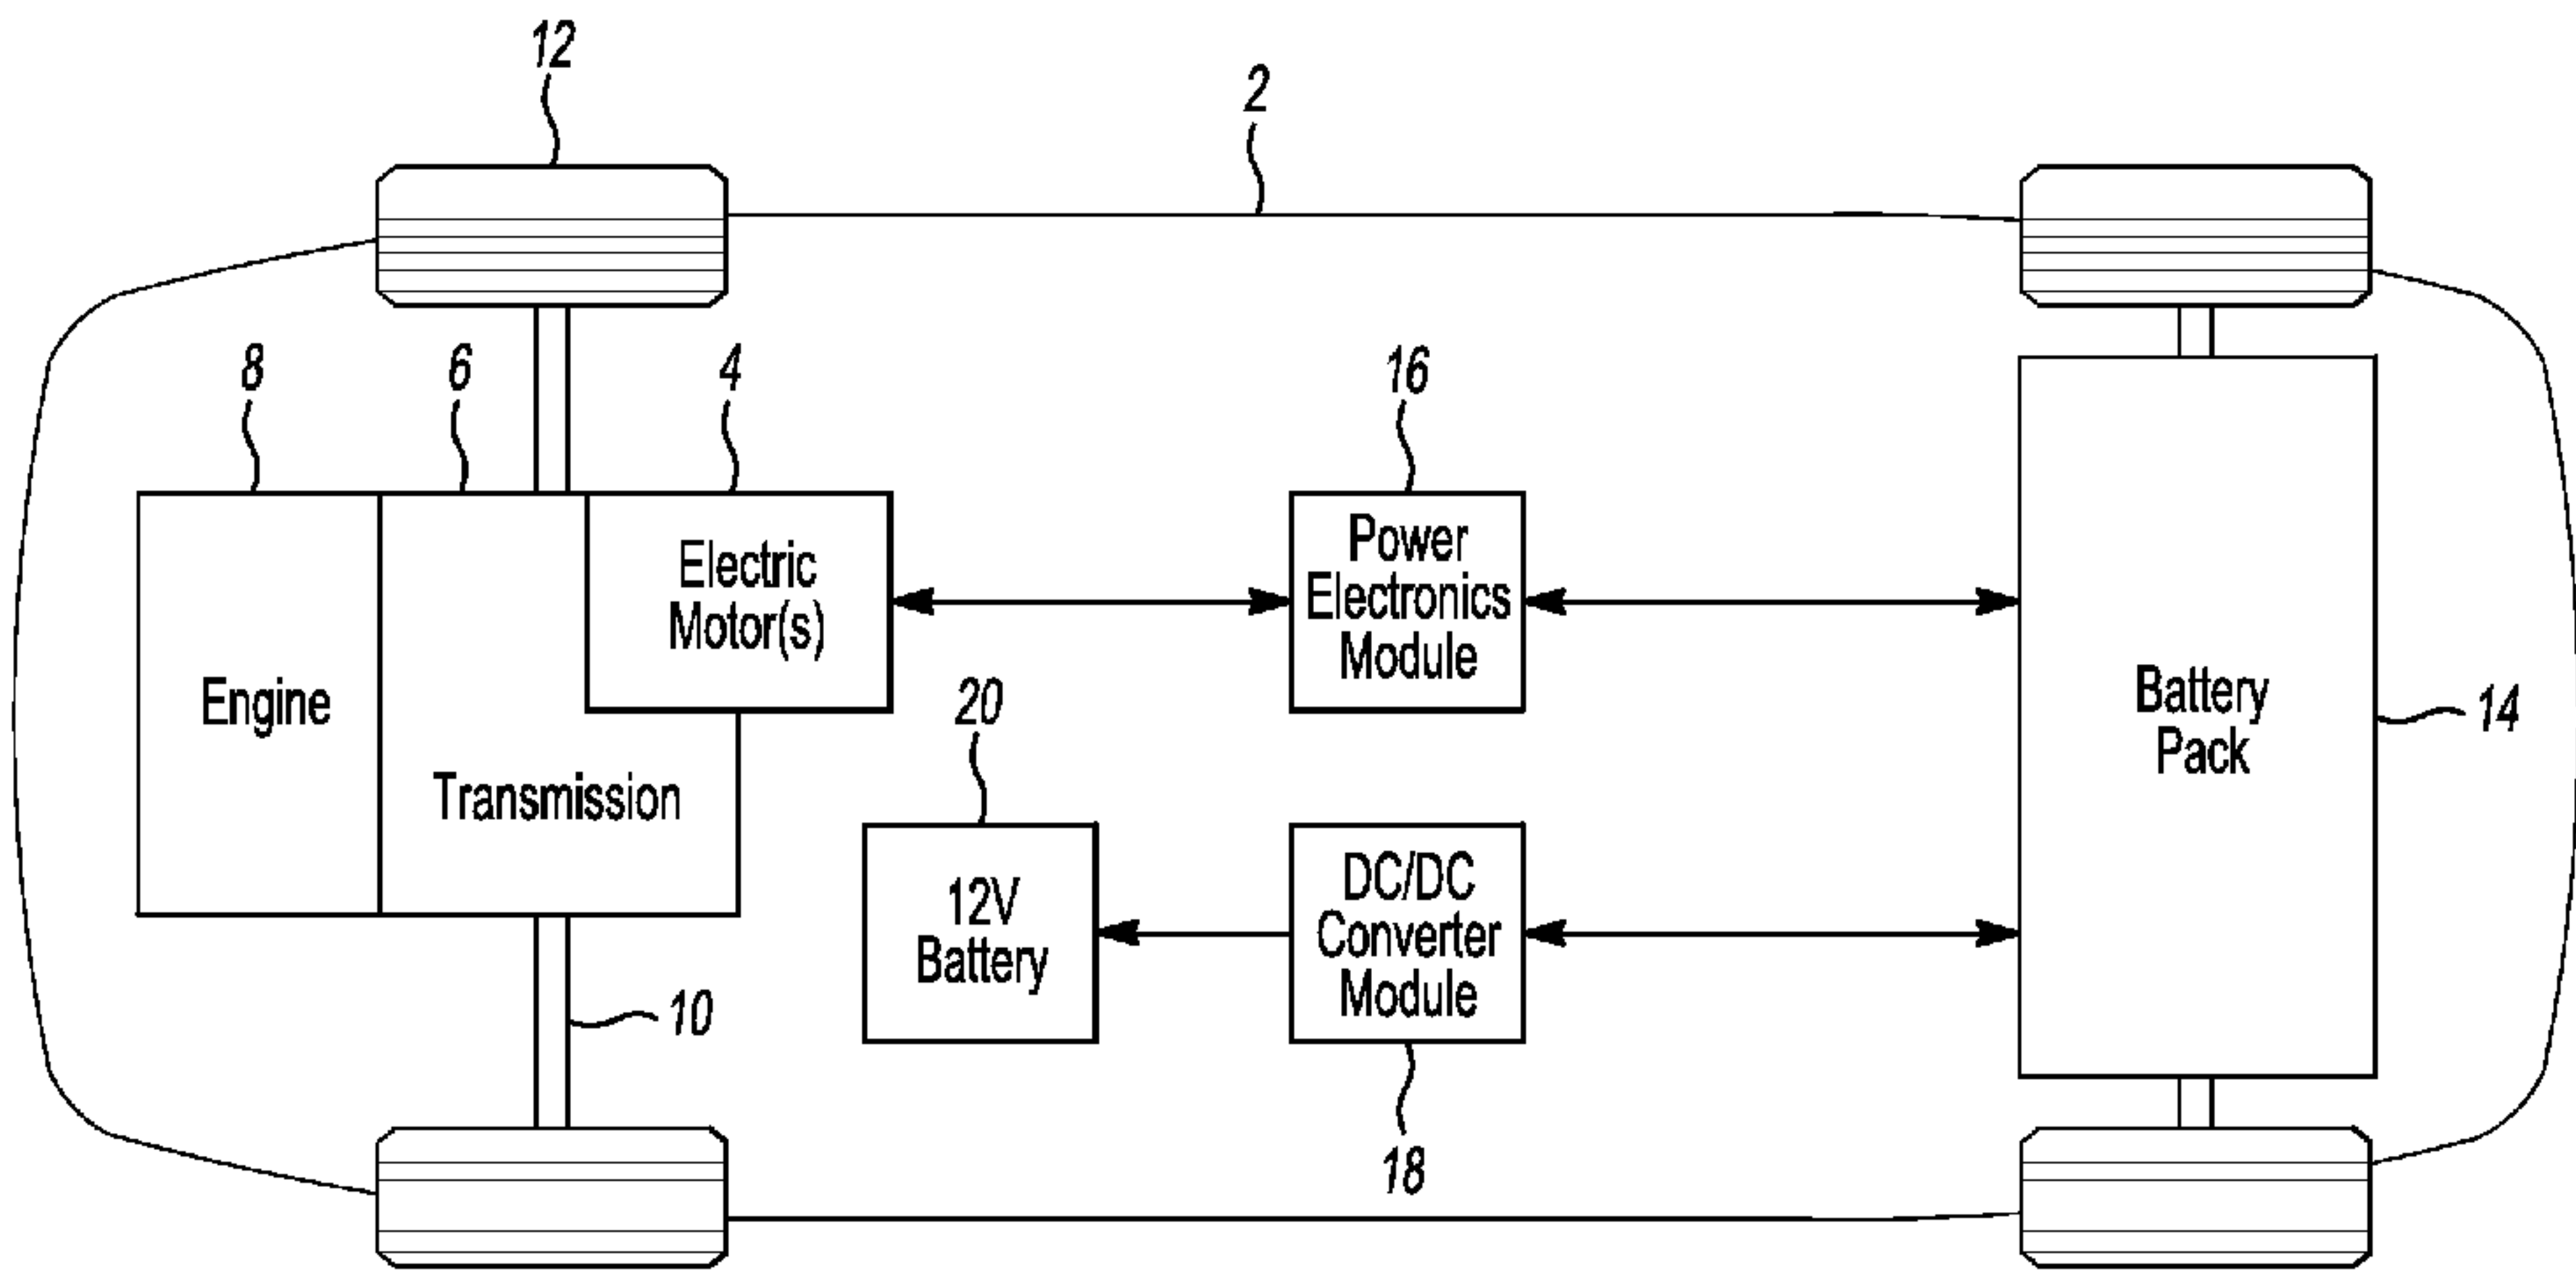 12
2
8
6
4
16
Power
Electronics
Module
Electric
Motor(s)
Engine
20
Battery
Pack
14
Transmission
12V
Battery
DC/DC
Converter
Module
10
18